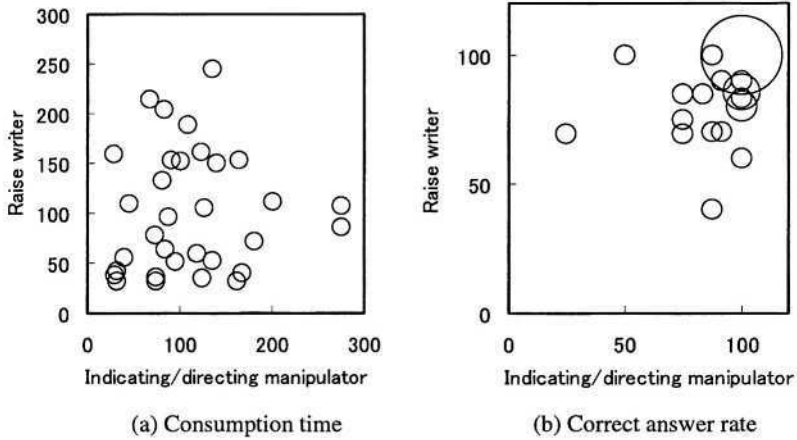 300
250
200
150
100
50
0
Raise writer
0 100 200 300
Indicating/directing manipulator
(a) Consumption time
100
50
0
Raise writer
0 50 100
Indicating/directing manipulator
(b) Correct answer rate